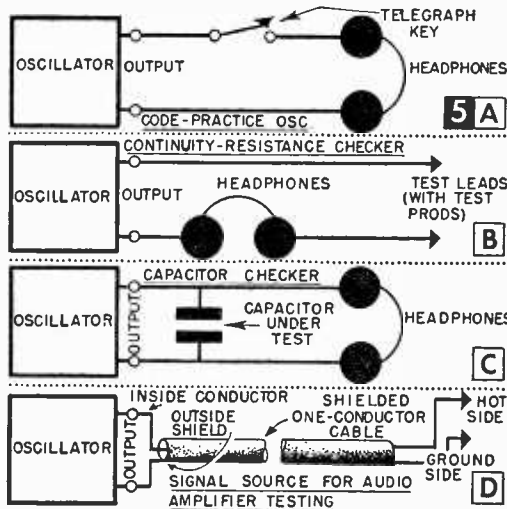 TELEGRAPH
KEY
OSCILLATOR
OUTPUT
HEADPHONES
CODE-PRACTICE OSC
5 A
CONTINUITY-RESISTANCE CHECKER
OSCILLATOR
OUTPUT
HEADPHONES
TEST LEADS
(WITH TEST
PRODS)
B
CAPACITOR CHECKER
OSCILLATOR
OUTPUT
CAPACITOR
UNDER
TEST
HEADPHONES
C
INSIDE CONDUCTOR
OUTSIDE
SHIELD
SHIELDED
ONE-CONDUCTOR
CABLE
HOT
SIDE
OSCILLATOR
OUTPUT
GROUND
SIDE
SIGNAL SOURCE FOR AUDIO
AMPLIFIER TESTING
D